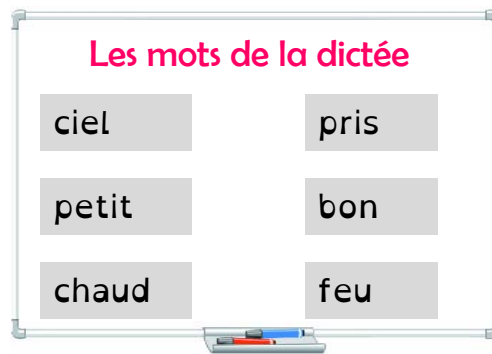 Les mots de la dictée
ciel
pris
petit
bon
chaud
feu